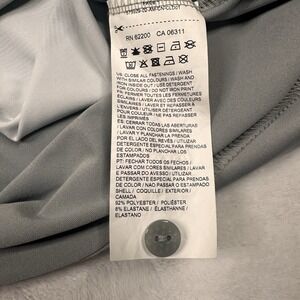 RN 62200 CA 06311
US: CLOSE ALL FASTENINGS / WASH
WITH SIMILAR COLOURS / WASH AND
IRON INSIDE OUT / USE DETERGENT
FOR COLOURS / DO NOT IRON PRINT
FR: FERMER TOUTES LES FERMETURES
ÉCLAIRS / LAVER AVEC DES COULEURS
SIMILAIRES / LAVER ET REPASSER À
L'ENVERS / UTILISER UN DÉTERGENT
POUR COULEUR / NE PAS REPASSER
LES IMPRIMÉS
ES: CERRAR TODAS LAS ABERTURAS
/ LAVAR CON COLORES SIMILARES
/ LAVAR Y PLANCHAR
POR EL LADO DEL REVÉS / UTILIZAR
DETERGENTE ESPECIAL PARA PRENDAS
DE COLOR / NO PLANCHAR LOS
ESTAMPADOS
PT: FECHAR TODOS OS FECHOS /
LAVAR COM CORES SIMILARES / LAVAR
E PASSAR DO AVESSO / UTILIZAR
DETERGENTE ESPECIAL PARA PRENDAS
DE COLOR / NÃO PASSAR O ESTAMPADO
SHELL / COQUILLE / EXTERIOR /
CAMADA
92% POLYESTER / POLIÉSTER
8% ELASTANE / ÉLASTHANNE /
ELASTANO